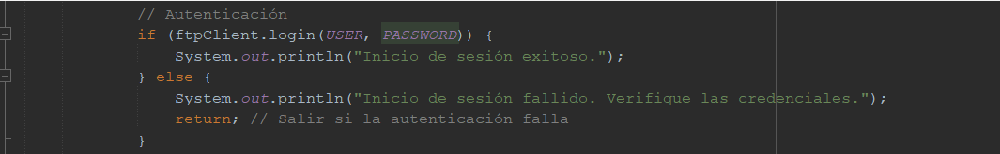 // Autenticación
if (ftpClient.login(USER, PASSWORD)) {
System.out.println("Inicio de sesión exitoso.");
} else {
System.out.println("Inicio de sesión fallido. Verifique las credenciales.");
return; // Salir si la autenticación falla
}